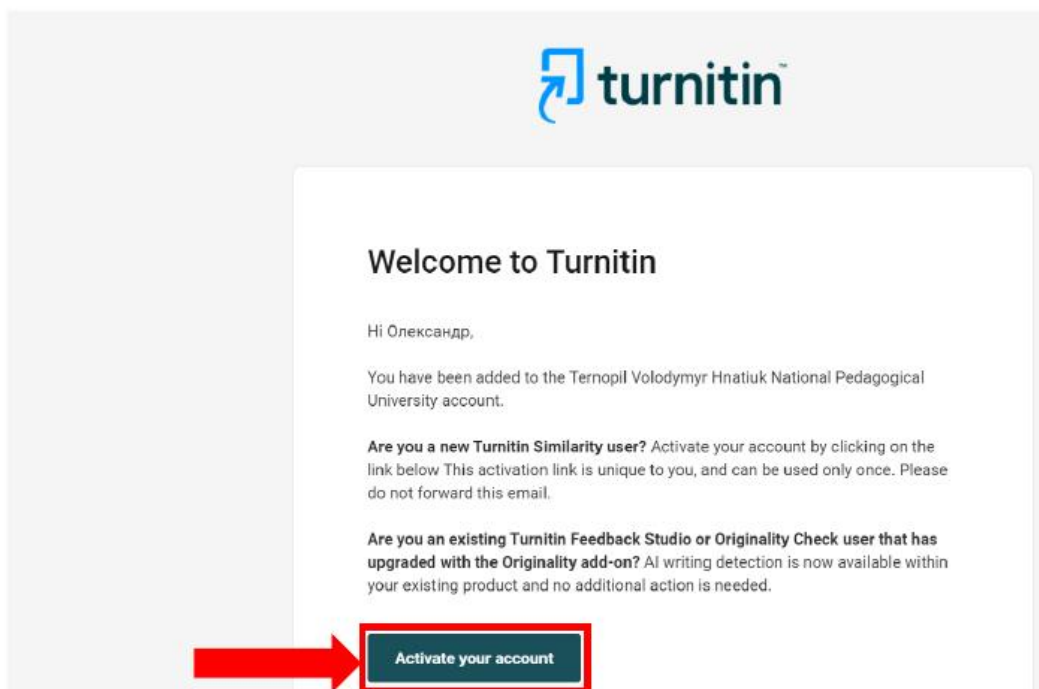 turnitin™
Welcome to Turnitin
Hi Олександр,
You have been added to the Ternopil Volodymyr Hnatiuk National Pedagogical
University account.
Are you a new Turnitin Similarity user? Activate your account by clicking on the
link below This activation link is unique to you, and can be used only once. Please
do not forward this email.
Are you an existing Turnitin Feedback Studio or Originality Check user that has
upgraded with the Originality add-on? AI writing detection is now available within
your existing product and no additional action is needed.
Activate your account